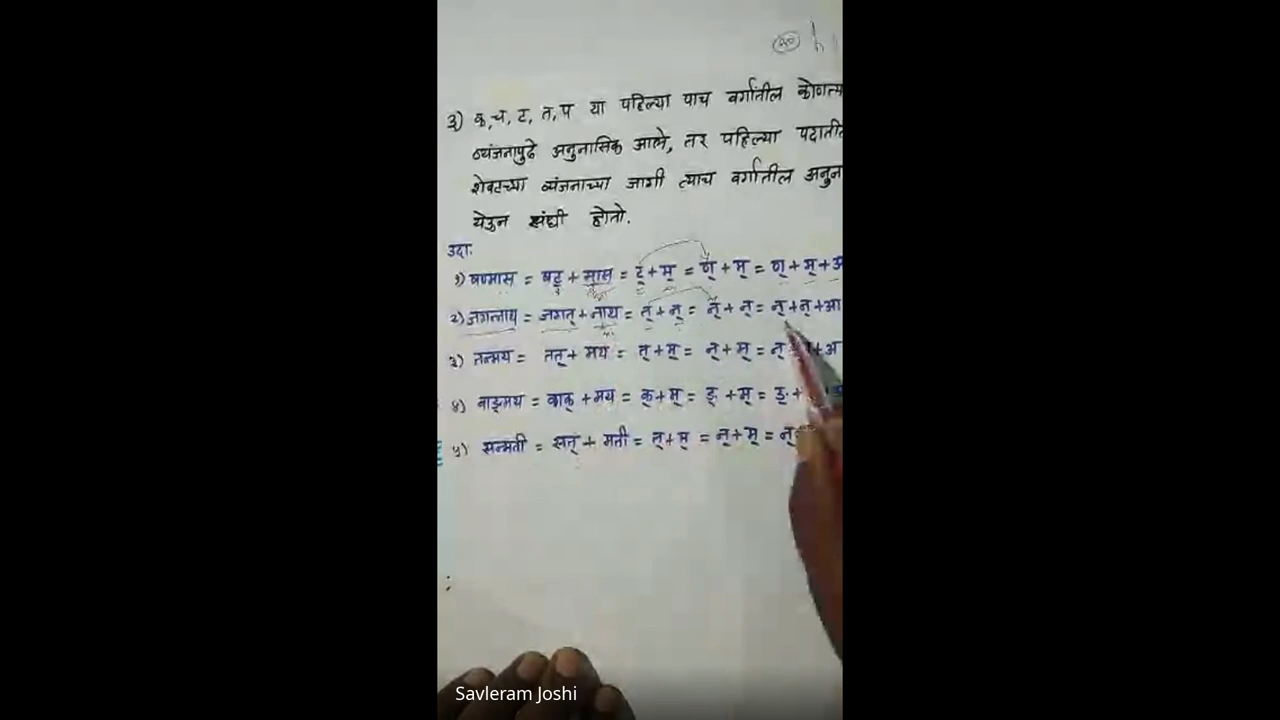 ३) क, च, ट, त, प या पहिल्या पाच वर्गातील कोणत्य
व्यंजनापुढे अनुनासिक आले, तर पहिल्या पदातील
शेवटच्या व्यंजनाच्या जागी त्याच वर्गातील अनुन
येऊन संधी होतो.
उदा.
१) षण्मास = षट् + मास = ट् + म् = ण् + म् = ण् + म् + अ
२) जगन्नाथ = जगत् + नाथ = त् + न् = न् + न् = न् + न् + आ
३) तन्मय = तत् + मय = त् + म् = न् + म् = न् + अ
४) वाङ्मय = वाक् + मय = क् + म् = ङ् + म् = ङ् +
५) सन्मती = सत् + मती = त् + म् = न् + म् = न्
Savleram Joshi